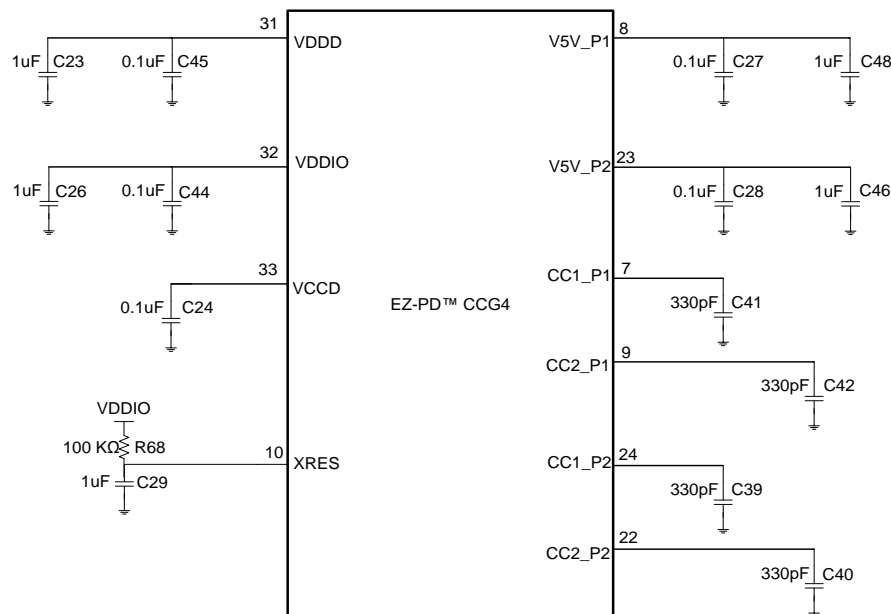 31
VDDD
1uF C23
0.1uF C45
32
VDDIO
1uF C26
0.1uF C44
33
VCCD
0.1uF C24
VDDIO
100 KΩ R68
10
XRES
1uF C29
EZ-PD™ CCG4
V5V_P1
8
0.1uF C27
1uF C48
V5V_P2
23
0.1uF C28
1uF C46
CC1_P1
7
330pF C41
CC2_P1
9
330pF C42
CC1_P2
24
330pF C39
CC2_P2
22
330pF C40